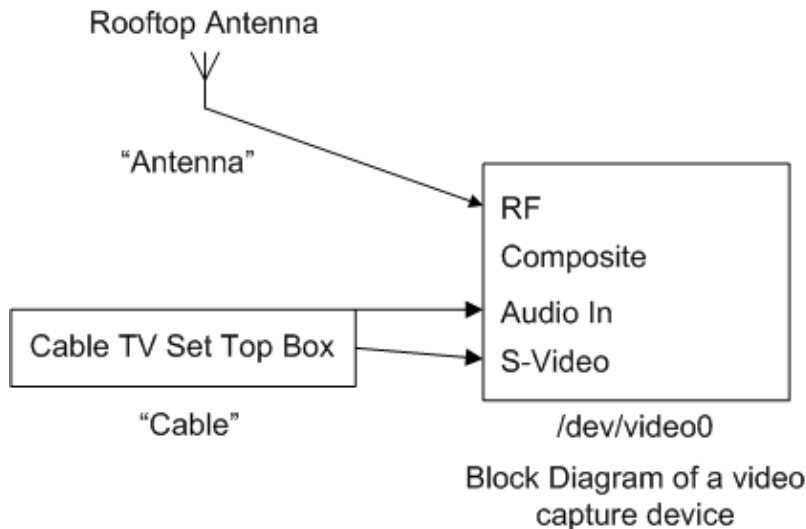 Rooftop Antenna
“Antenna”
RF
Composite
Audio In
S-Video
Cable TV Set Top Box
“Cable”
/dev/video0
Block Diagram of a video
capture device